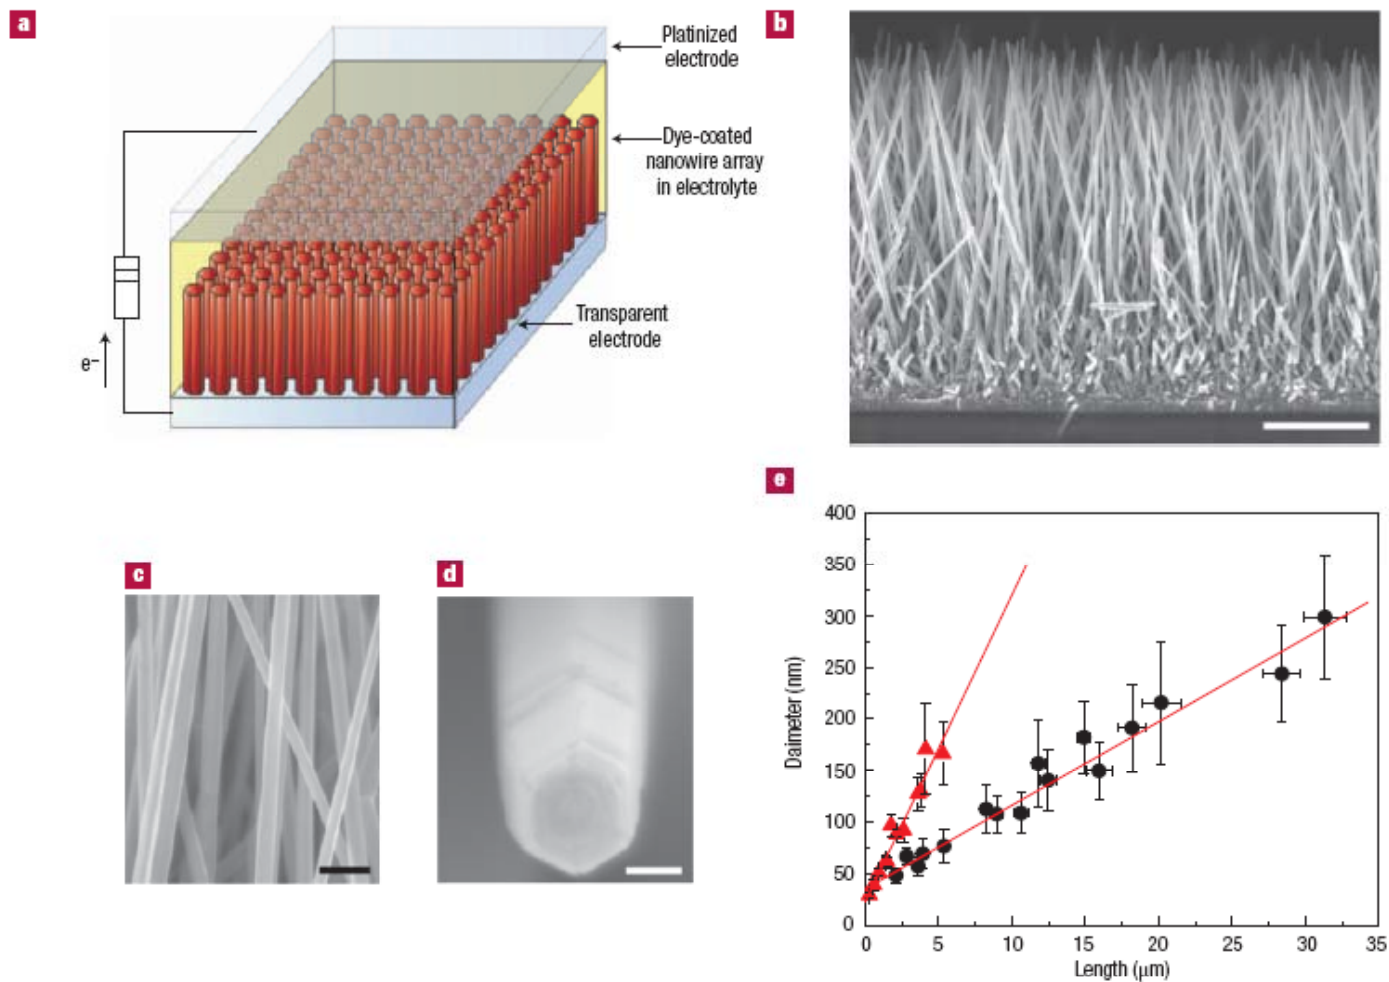 a
Platinized
electrode
Dye-coated
nanowire array
in electrolyte
Transparent
electrode
e–
b
c
d
e
400
350
300
250
200
150
100
50
0
Daimeter (nm)
0 5 10 15 20 25 30 35
Length (μm)